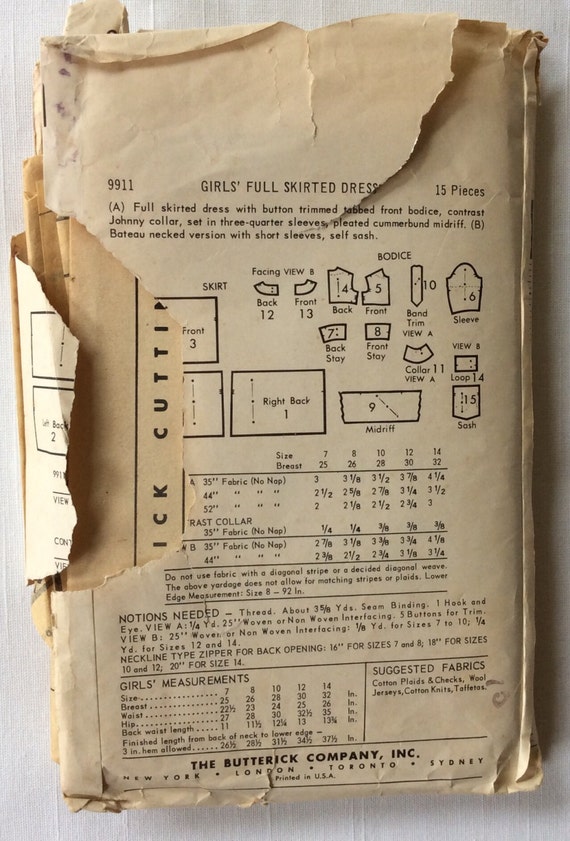 9911 GIRLS' FULL SKIRTED DRESS 15 Pieces
(A) Full skirted dress with button trimmed tabbed front bodice, contrast
Johnny collar, set in three-quarter sleeves, pleated cummerbund midriff. (B)
Bateau necked version with short sleeves, self sash.
BODICE
SKIRT
Facing VIEW B
Back
12
Front
13
4
Back
5
Front
10
Band
Trim
VIEW A
6
Sleeve
Front
3
7
Back
Stay
8
Front
Stay
Collar 11
VIEW A
VIEW B
Loop 14
Right Back
1
9
Midriff
15
Sash
Left Back
2
9911
VIEW
CONT
VIEW
ICK CUTTIN
Size 7 8 10 12 14
Breast 25 26 28 30 32
A 35" Fabric (No Nap) 3 3 1/8 3 1/2 3 7/8 4 1/2
44" " " " 2 1/2 2 5/8 2 7/8 3 1/4 3 1/2
52" " " " 2 2 1/8 2 1/2 2 3/4 3
RAST COLLAR
35" Fabric (No Nap) 1/4 1/4 3/8 3/8 3/8
W B 35" Fabric (No Nap) 2 7/8 3 1/8 3 3/8 3 3/4 4 1/8
44" " " " 2 3/8 2 1/2 2 3/4 3 1/8 3 1/4
Do not use fabric with a diagonal stripe or a decided diagonal weave.
The above yardage does not allow for matching stripes or plaids. Lower
Edge Measurement: Size 8 – 92 In.
NOTIONS NEEDED – Thread. About 3 5/8 Yds. Seam Binding. 1 Hook and
Eye. VIEW A: 1/4 Yd. 25" Woven or Non Woven Interfacing. 5 Buttons for Trim.
VIEW B: 25" Woven or Non Woven Interfacing: 1/8 Yd. for Sizes 7 to 10; 1/4
Yd. for Sizes 12 and 14.
NECKLINE TYPE ZIPPER FOR BACK OPENING: 16" FOR SIZES 7 and 8; 18" FOR SIZES
10 and 12; 20" FOR SIZE 14.
GIRLS' MEASUREMENTS
Size 7 8 10 12 14
Breast 25 26 28 30 32 In.
Waist 22 1/2 23 24 25 26 In.
Hip 27 28 30 32 1/2 35 In.
Back waist length 11 11 1/2 12 1/4 13 13 3/4 In.
Finished length from back of neck to lower edge –
3 in. hem allowed 26 1/2 28 1/2 31 1/2 34 1/2 37 1/2 In.
SUGGESTED FABRICS
Cotton Plaids & Checks, Wool
Jerseys, Cotton Knits, Taffetas.
THE BUTTERICK COMPANY, INC.
NEW YORK • LONDON • TORONTO • SYDNEY
Printed in U.S.A.